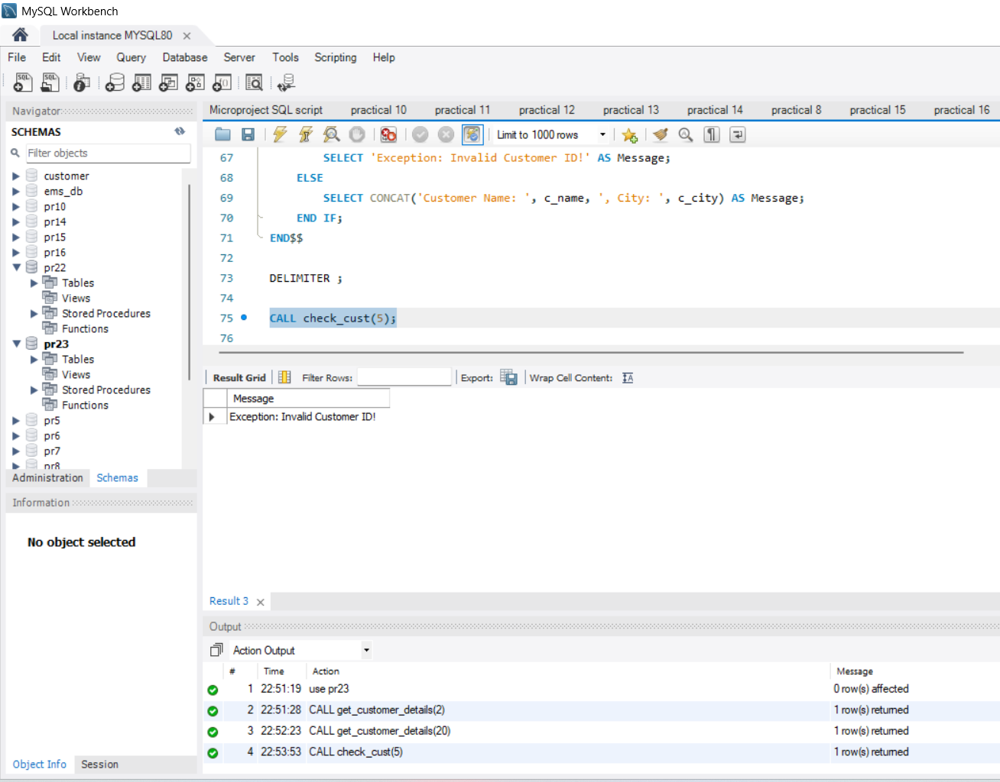 MySQL Workbench
Local instance MYSQL80
File Edit View Query Database Server Tools Scripting Help
Navigator
SCHEMAS
Filter objects
customer
ems_db
pr10
pr14
pr15
pr16
pr22
Tables
Views
Stored Procedures
Functions
pr23
Tables
Views
Stored Procedures
Functions
pr5
pr6
pr7
pr8
Administration Schemas
Information
No object selected
Object Info Session
Microproject SQL script practical 10 practical 11 practical 12 practical 13 practical 14 practical 8 practical 15 practical 16
Limit to 1000 rows
67 SELECT 'Exception: Invalid Customer ID!' AS Message;
68 ELSE
69 SELECT CONCAT('Customer Name: ', c_name, ', City: ', c_city) AS Message;
70 END IF;
71 END$$
72
73 DELIMITER ;
74
75 CALL check_cust(5);
76
Result Grid Filter Rows: Export: Wrap Cell Content:
Message
Exception: Invalid Customer ID!
Result 3
Output
Action Output
# Time Action Message
1 22:51:19 use pr23 0 row(s) affected
2 22:51:28 CALL get_customer_details(2) 1 row(s) returned
3 22:52:23 CALL get_customer_details(20) 1 row(s) returned
4 22:53:53 CALL check_cust(5) 1 row(s) returned